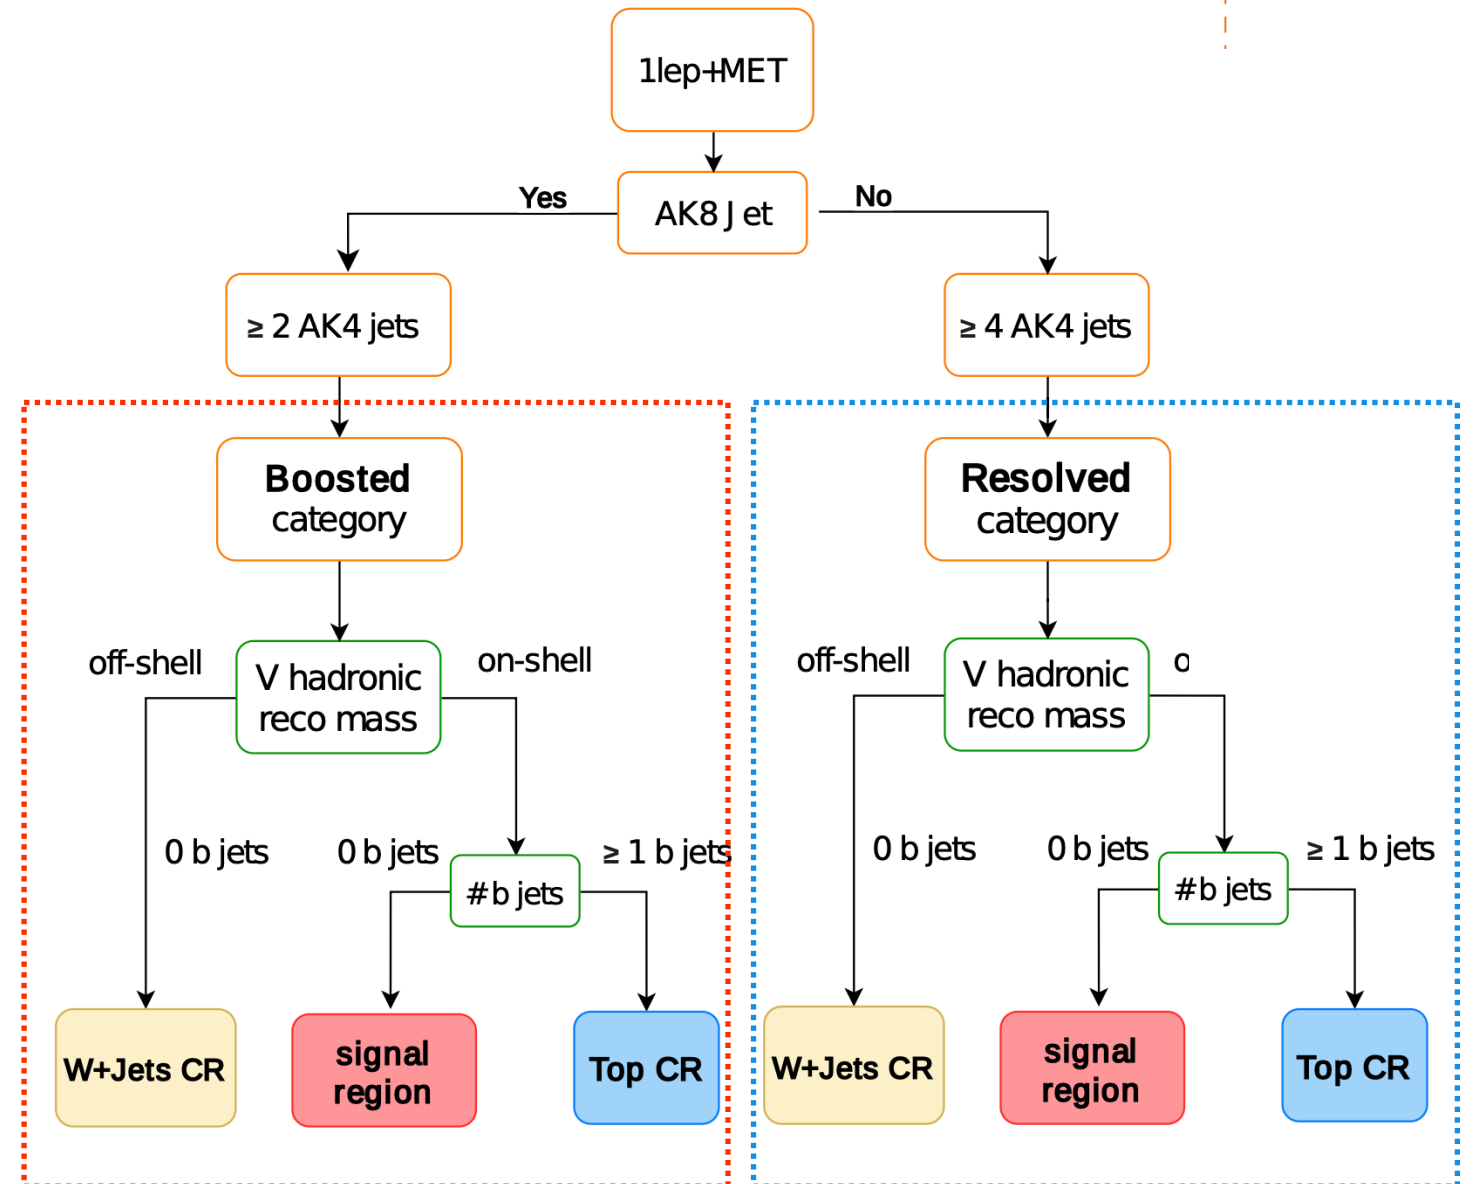 1lep+MET
Yes
AK8 Jet
No
≥ 2 AK4 jets
≥ 4 AK4 jets
Boosted
category
Resolved
category
off-shell
V hadronic
reco mass
on-shell
off-shell
V hadronic
reco mass
o
0 b jets
0 b jets
# b jets
≥ 1 b jets
0 b jets
0 b jets
# b jets
≥ 1 b jets
W+Jets CR
signal
region
Top CR
W+Jets CR
signal
region
Top CR